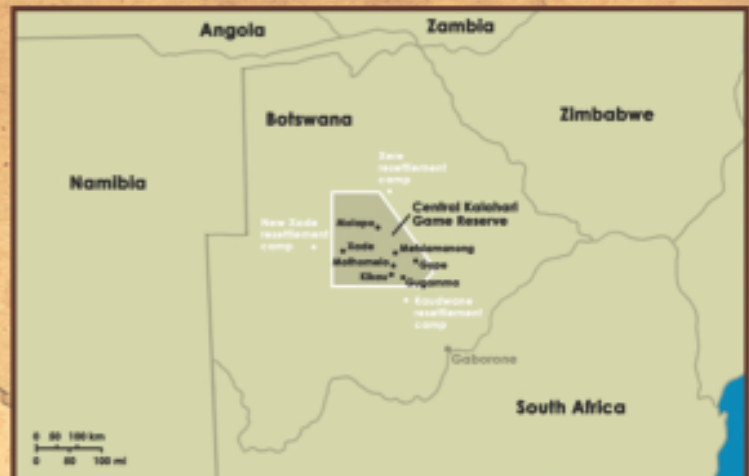 Angola
Zambia
Zimbabwe
Botswana
Namibia
Xere
resettlement
camp
Central Kalahari
Game Reserve
New Xade
resettlement
camp
Molapo
Xade
Metsiamanong
Mothomelo
Gope
Kikao
Gugamma
Kaudwane
resettlement
camp
Gaborone
South Africa
0 50 100 km
0 50 100 mi